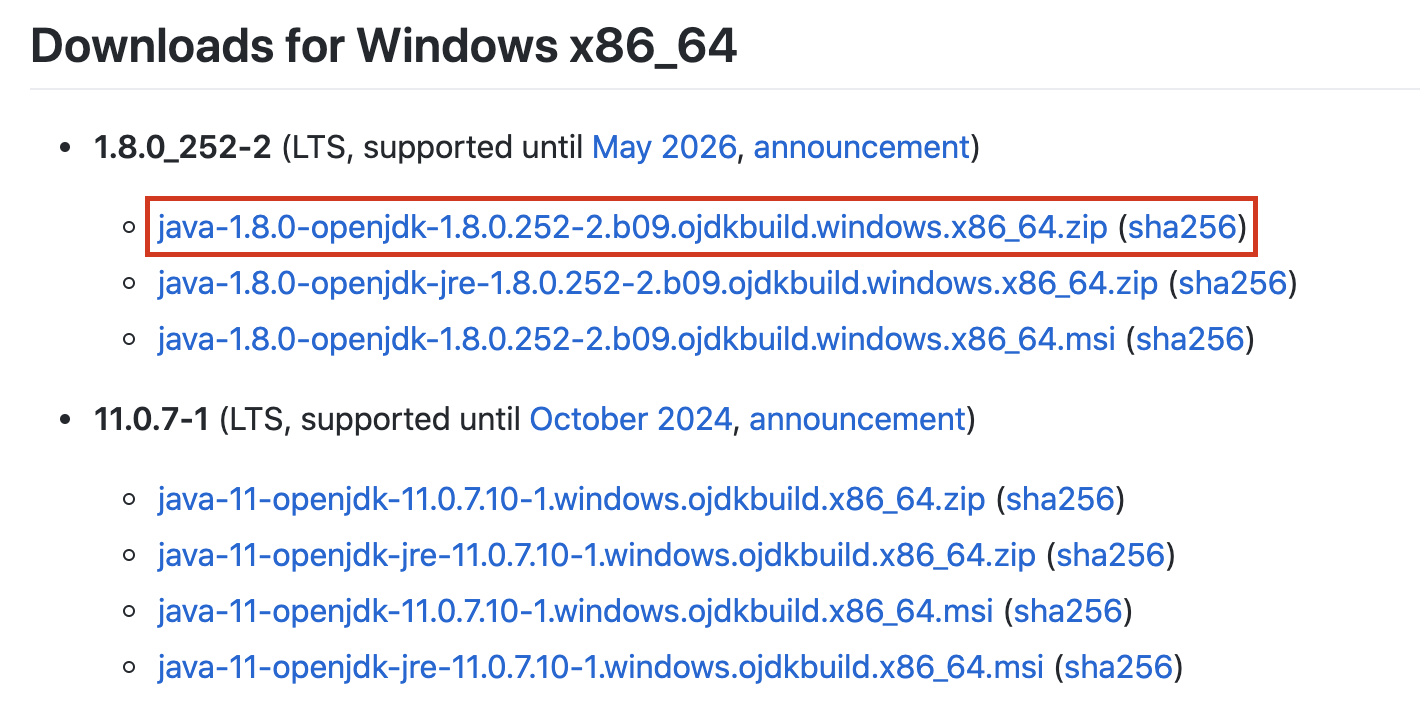 Downloads for Windows x86_64
1.8.0_252-2 (LTS, supported until May 2026, announcement)
java-1.8.0-openjdk-1.8.0.252-2.b09.ojdkbuild.windows.x86_64.zip (sha256)
java-1.8.0-openjdk-jre-1.8.0.252-2.b09.ojdkbuild.windows.x86_64.zip (sha256)
java-1.8.0-openjdk-1.8.0.252-2.b09.ojdkbuild.windows.x86_64.msi (sha256)
11.0.7-1 (LTS, supported until October 2024, announcement)
java-11-openjdk-11.0.7.10-1.windows.ojdkbuild.x86_64.zip (sha256)
java-11-openjdk-jre-11.0.7.10-1.windows.ojdkbuild.x86_64.zip (sha256)
java-11-openjdk-11.0.7.10-1.windows.ojdkbuild.x86_64.msi (sha256)
java-11-openjdk-jre-11.0.7.10-1.windows.ojdkbuild.x86_64.msi (sha256)